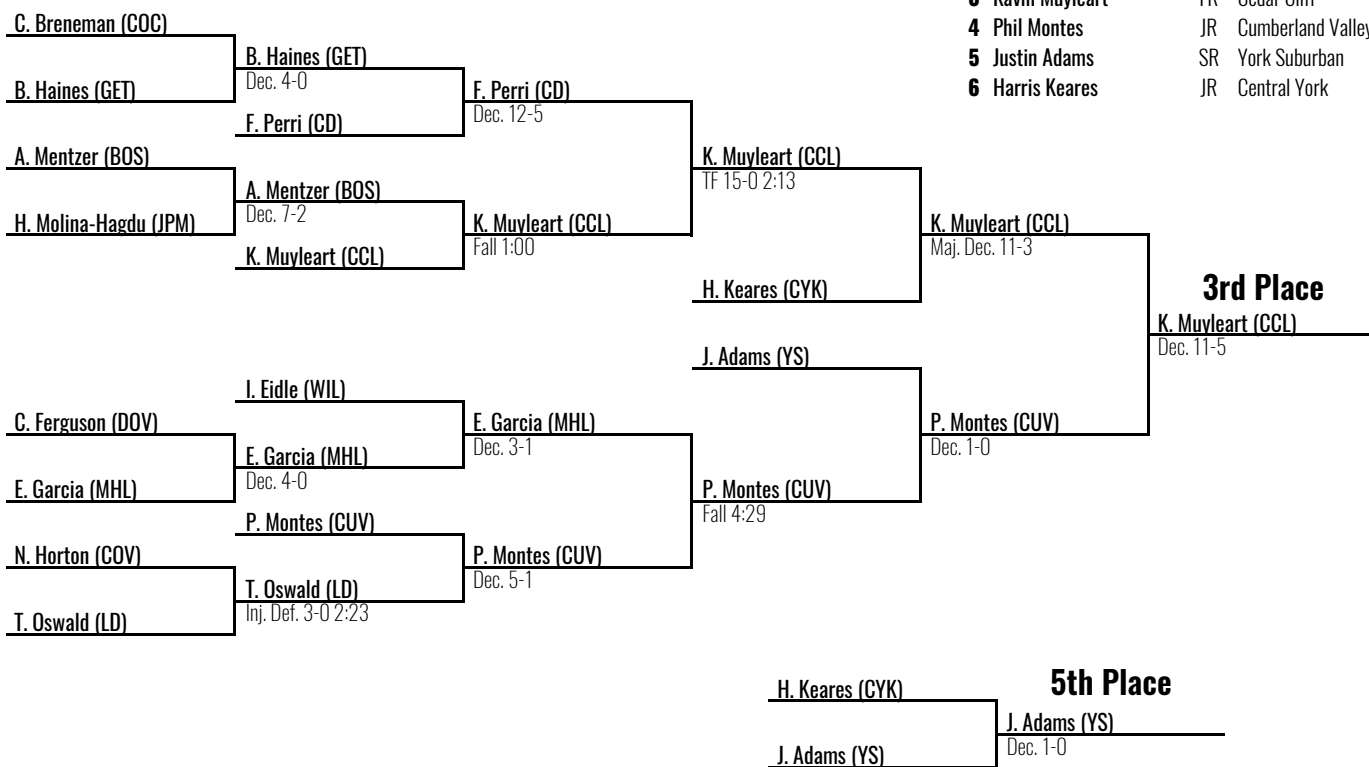 3 Kavin Muyleart FR Cedar Cliff
4 Phil Montes JR Cumberland Valley
5 Justin Adams SR York Suburban
6 Harris Keares JR Central York
C. Breneman (COC)
B. Haines (GET)
Dec. 4-0
B. Haines (GET)
F. Perri (CD)
Dec. 12-5
F. Perri (CD)
A. Mentzer (BOS)
K. Muyleart (CCL)
TF 15-0 2:13
A. Mentzer (BOS)
Dec. 7-2
H. Molina-Hagdu (JPM)
K. Muyleart (CCL)
Fall 1:00
K. Muyleart (CCL)
Maj. Dec. 11-3
K. Muyleart (CCL)
H. Keares (CYK)
3rd Place
K. Muyleart (CCL)
Dec. 11-5
J. Adams (YS)
I. Eidle (WIL)
C. Ferguson (DOV)
E. Garcia (MHL)
Dec. 3-1
P. Montes (CUV)
Dec. 1-0
E. Garcia (MHL)
Dec. 4-0
E. Garcia (MHL)
P. Montes (CUV)
Fall 4:29
P. Montes (CUV)
N. Horton (COV)
P. Montes (CUV)
Dec. 5-1
T. Oswald (LD)
Inj. Def. 3-0 2:23
T. Oswald (LD)
5th Place
H. Keares (CYK)
J. Adams (YS)
Dec. 1-0
J. Adams (YS)